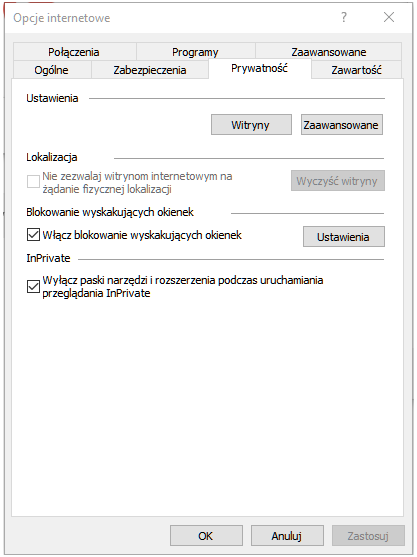 Opcje internetowe
Połączenia Programy Zaawansowane
Ogólne Zabezpieczenia Prywatność Zawartość
Ustawienia
Witryny Zaawansowane
Lokalizacja
Nie zezwalaj witrynom internetowym na
żądanie fizycznej lokalizacji
Wyczyść witryny
Blokowanie wyskakujących okienek
Włącz blokowanie wyskakujących okienek Ustawienia
InPrivate
Wyłącz paski narzędzi i rozszerzenia podczas uruchamiania
przeglądania InPrivate
OK Anuluj Zastosuj